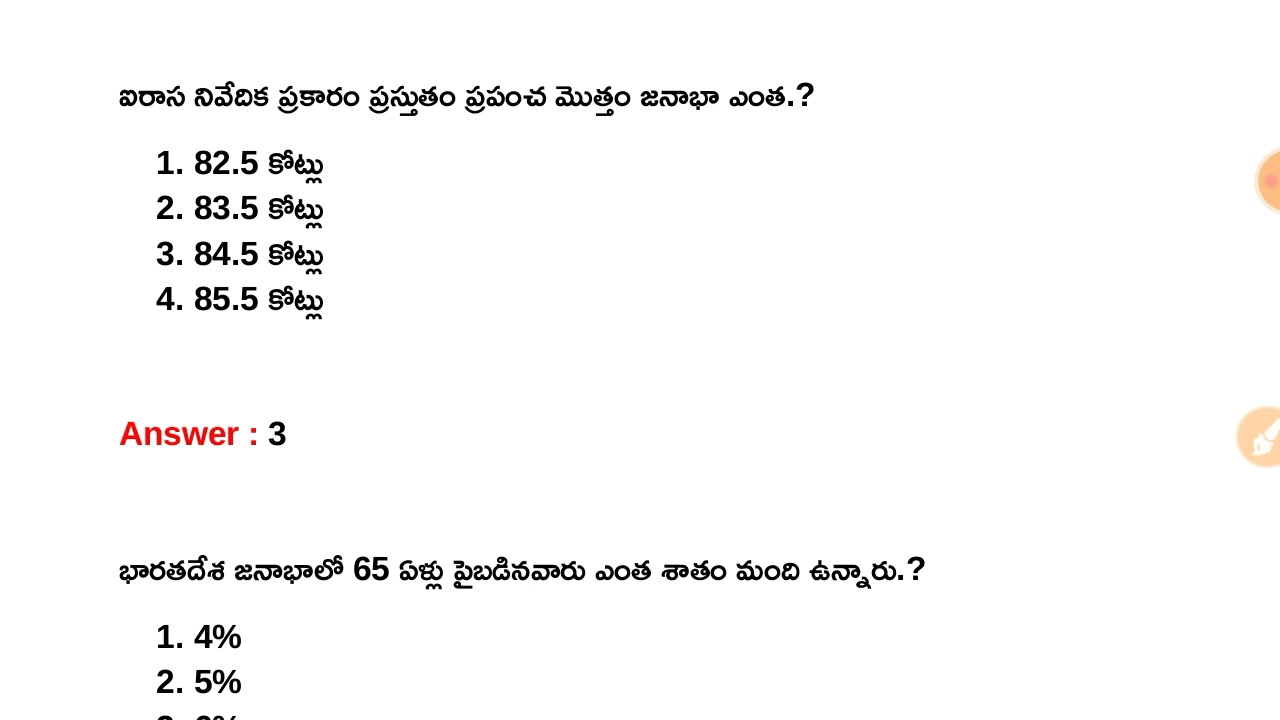 ఐరాస నివేదిక ప్రకారం ప్రస్తుతం ప్రపంచ మొత్తం జనాభా ఎంత.?
1. 82.5 కోట్లు
2. 83.5 కోట్లు
3. 84.5 కోట్లు
4. 85.5 కోట్లు
Answer : 3
భారతదేశ జనాభాలో 65 ఏళ్లు పైబడినవారు ఎంత శాతం మంది ఉన్నారు.?
1. 4%
2. 5%